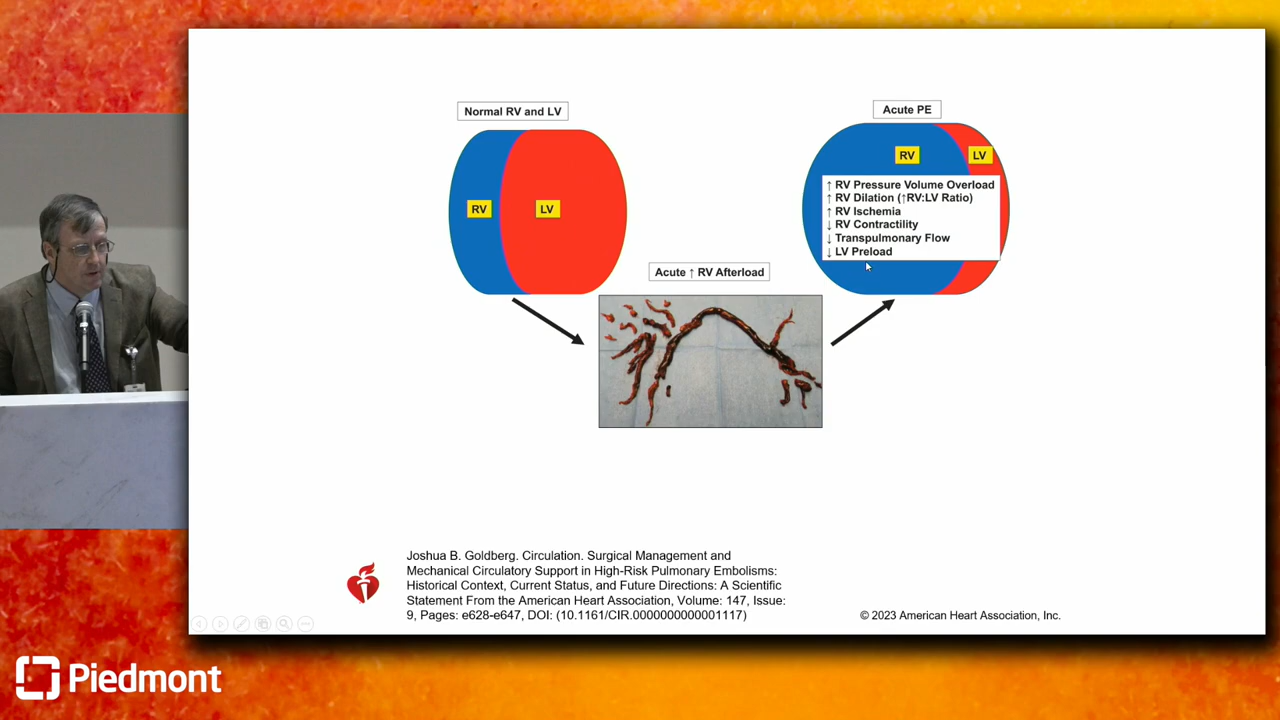 Normal RV and LV
Acute PE
RV
LV
RV
LV
↑ RV Pressure Volume Overload
↑ RV Dilation (↑RV:LV Ratio)
↑ RV Ischemia
↓ RV Contractility
↓ Transpulmonary Flow
↓ LV Preload
Acute ↑ RV Afterload
Joshua B. Goldberg. Circulation. Surgical Management and
Mechanical Circulatory Support in High-Risk Pulmonary Embolisms:
Historical Context, Current Status, and Future Directions: A Scientific
Statement From the American Heart Association, Volume: 147, Issue:
9, Pages: e628-e647, DOI: (10.1161/CIR.0000000000001117)
© 2023 American Heart Association, Inc.
Piedmont